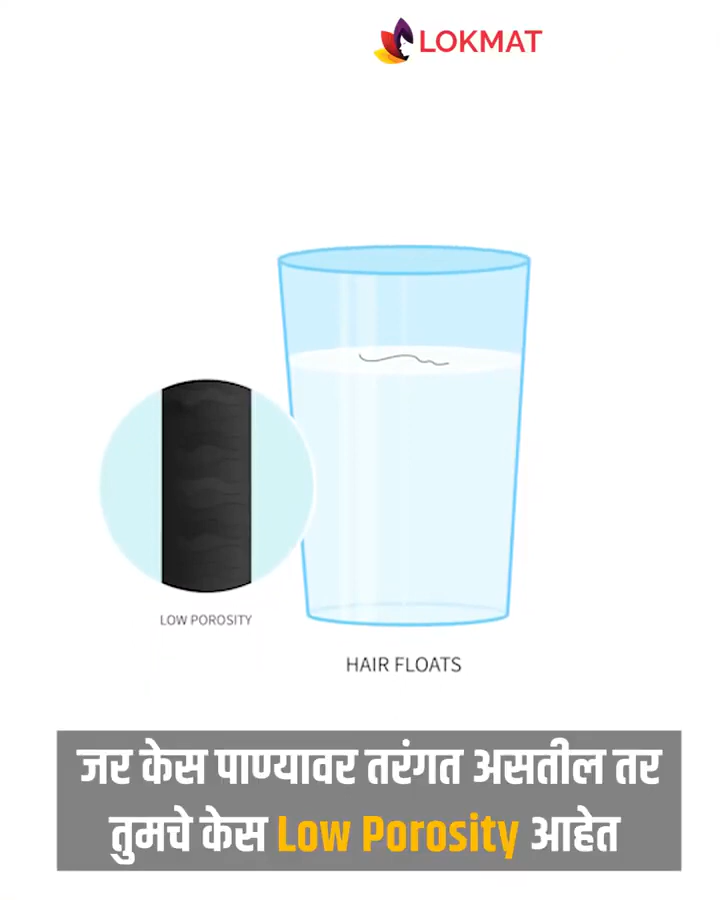 LOKMAT
LOW POROSITY
HAIR FLOATS
जर केस पाण्यावर तरंगत असतील तर
तुमचे केस Low Porosity आहेत